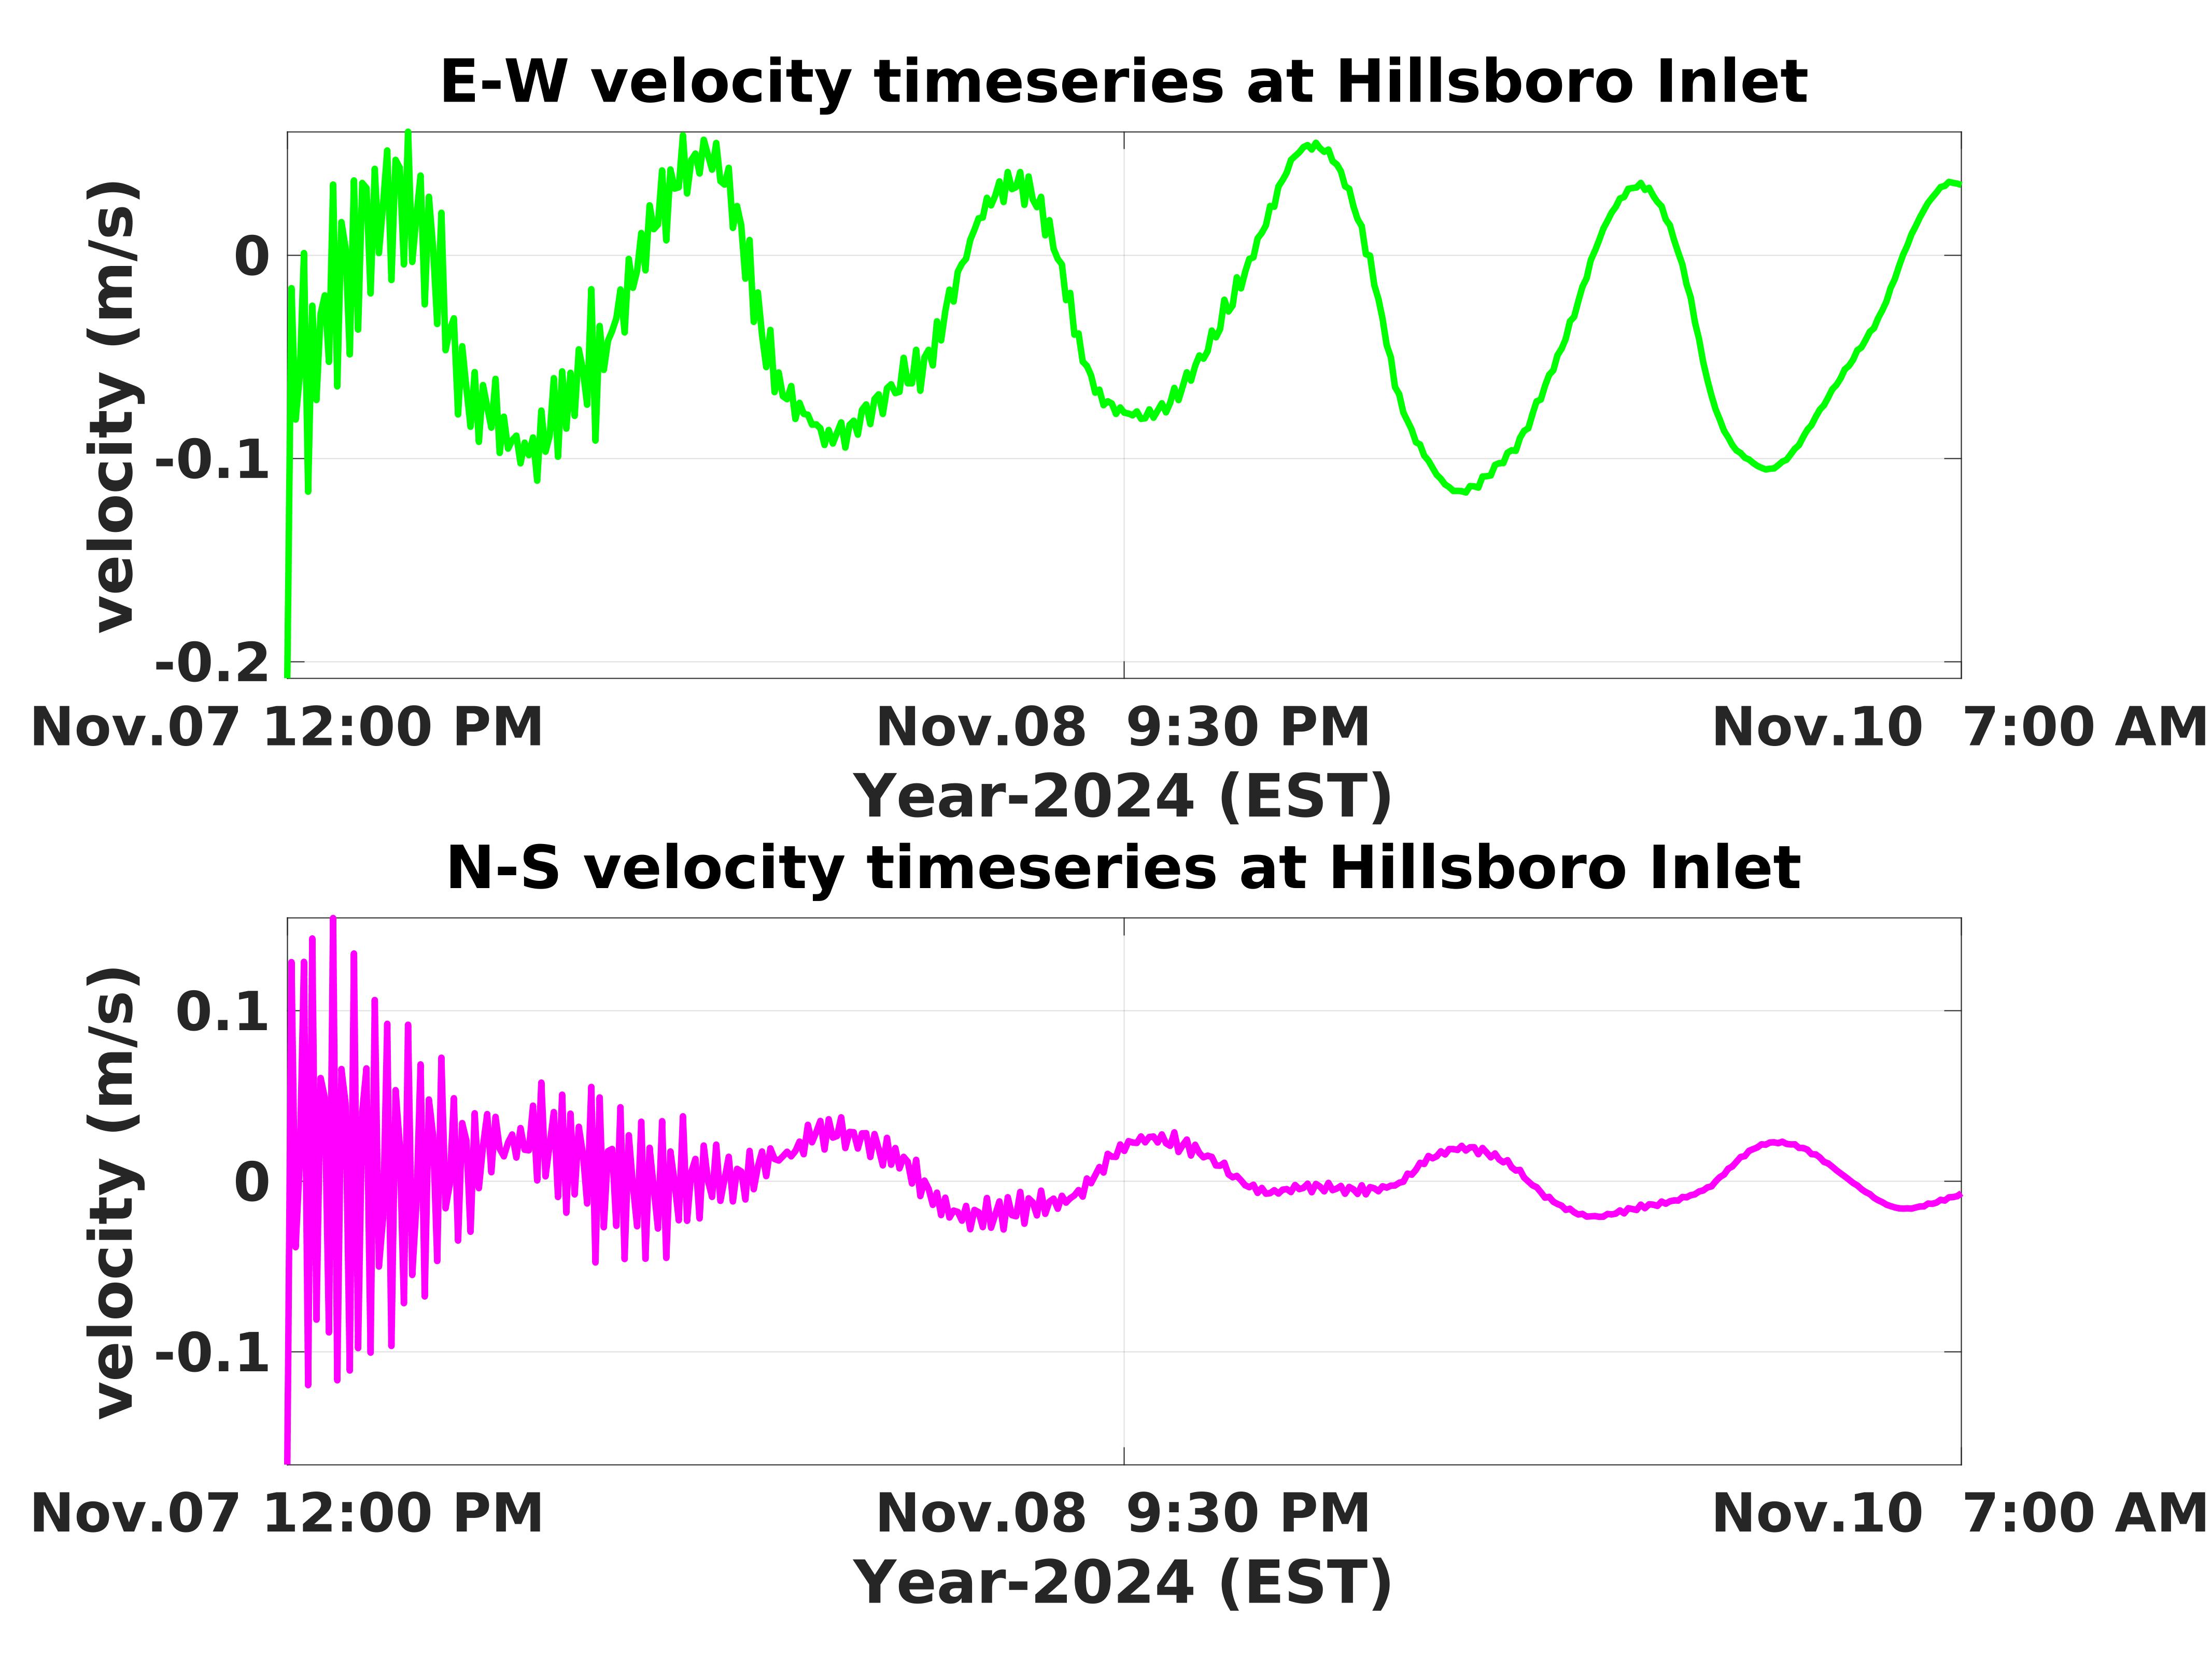 E-W velocity timeseries at Hillsboro Inlet
velocity (m/s)
0
-0.1
-0.2
Nov.07 12:00 PM
Nov.08  9:30 PM
Nov.10  7:00 AM
Year-2024 (EST)
N-S velocity timeseries at Hillsboro Inlet
velocity (m/s)
0.1
0
-0.1
Nov.07 12:00 PM
Nov.08  9:30 PM
Nov.10  7:00 AM
Year-2024 (EST)